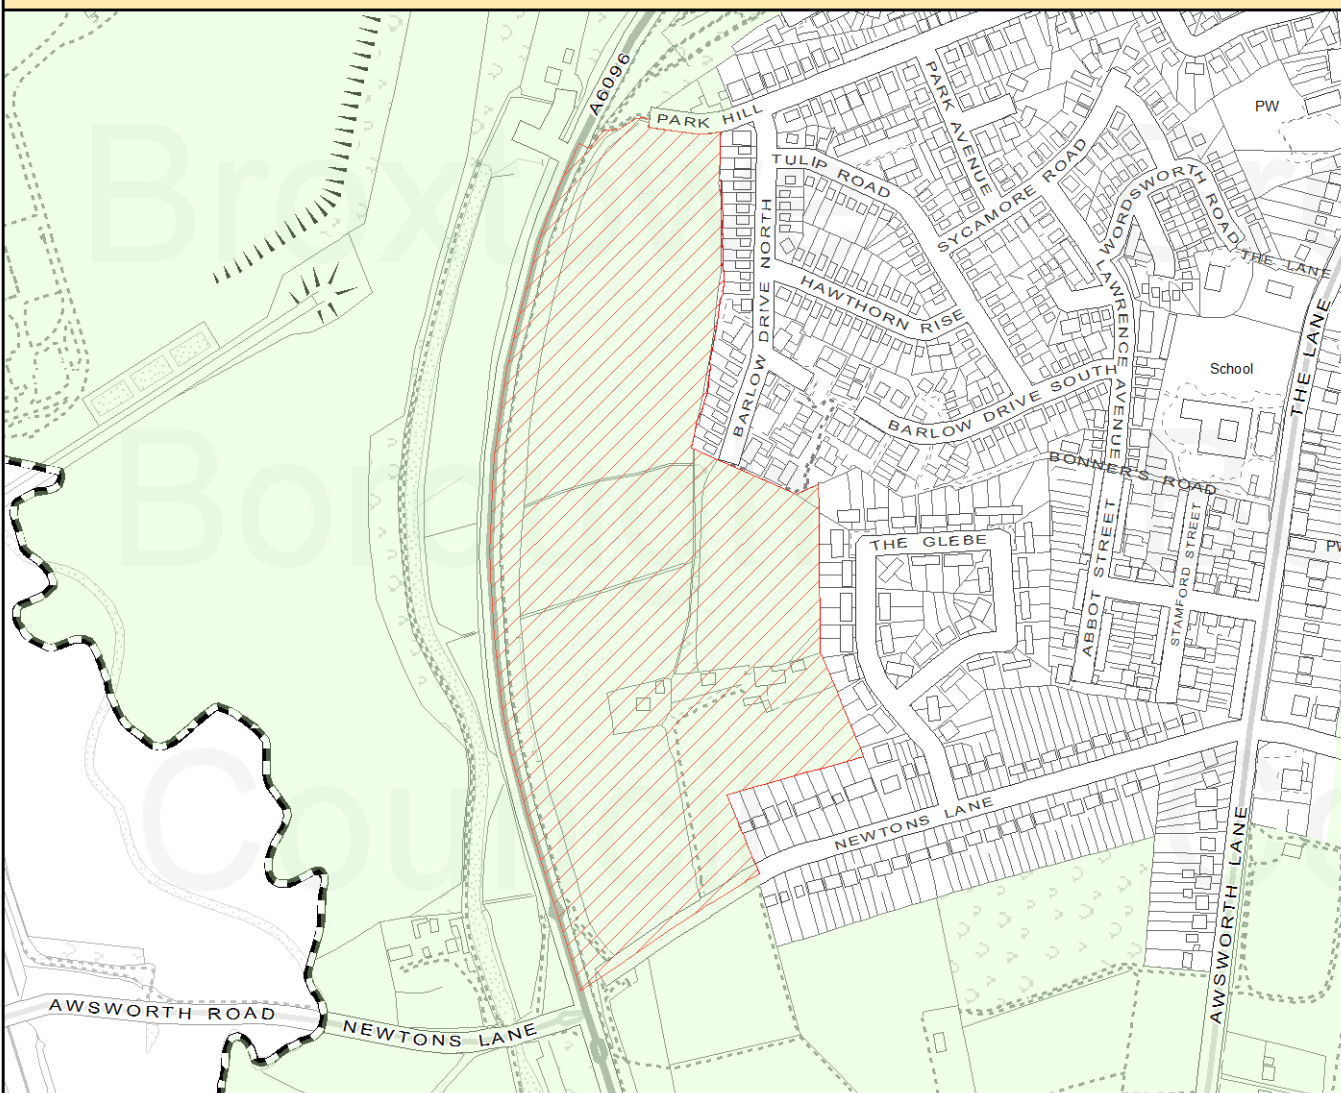 A6096
PARK HILL
PARK AVENUE
PW
TULIP ROAD
SYCAMORE ROAD
WORDSWORTH ROAD
THE LANE
BARLOW DRIVE NORTH
HAWTHORN RISE
LAWRENCE AVENUE
THE LANE
School
BARLOW DRIVE SOUTH
BONNER'S ROAD
THE GLEBE
ABBOT STREET
STAMFORD STREET
NEWTONS LANE
AWSWORTH LANE
AWSWORTH ROAD
NEWTONS LANE